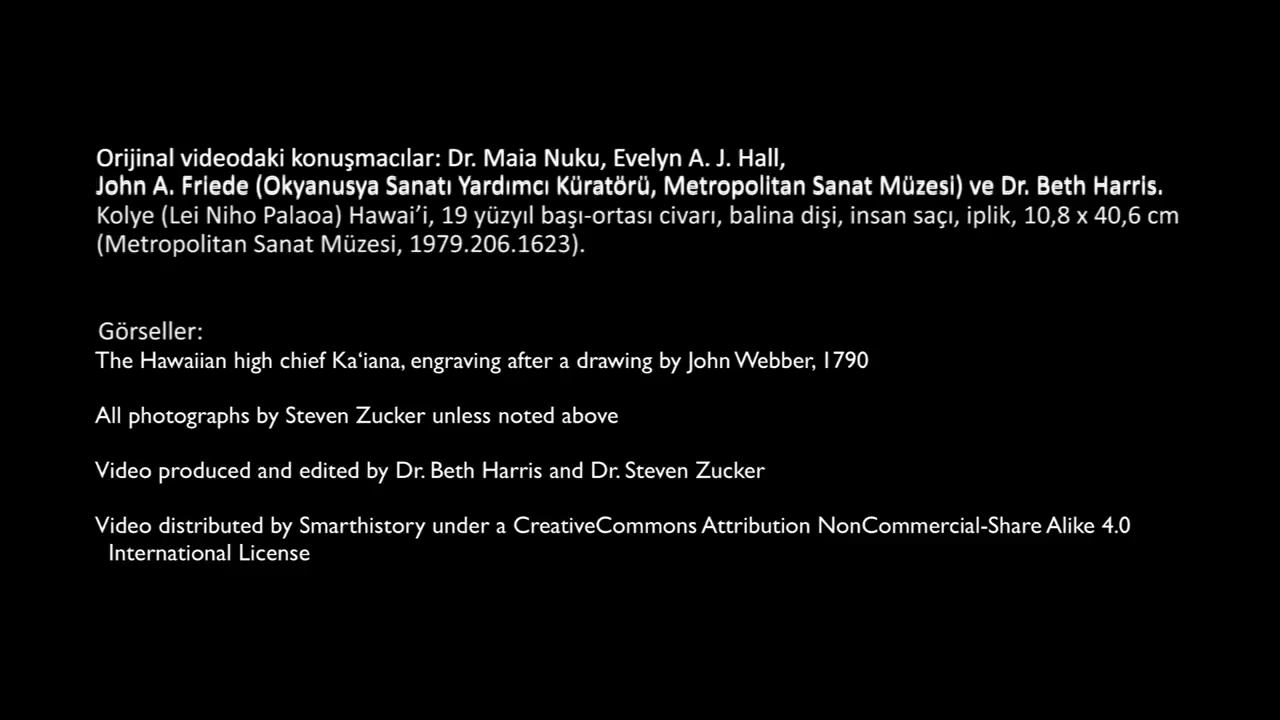 Orijinal videodaki konuşmacılar: Dr. Maia Nuku, Evelyn A. J. Hall,
John A. Friede (Okyanusya Sanatı Yardımcı Küratörü, Metropolitan Sanat Müzesi) ve Dr. Beth Harris.
Kolye (Lei Niho Palaoa) Hawai’i, 19 yüzyıl başı-ortası civarı, balina dişi, insan saçı, iplik, 10,8 x 40,6 cm
(Metropolitan Sanat Müzesi, 1979.206.1623).
Görseller:
The Hawaiian high chief Ka‘iana, engraving after a drawing by John Webber, 1790
All photographs by Steven Zucker unless noted above
Video produced and edited by Dr. Beth Harris and Dr. Steven Zucker
Video distributed by Smarthistory under a CreativeCommons Attribution NonCommercial-Share Alike 4.0
International License